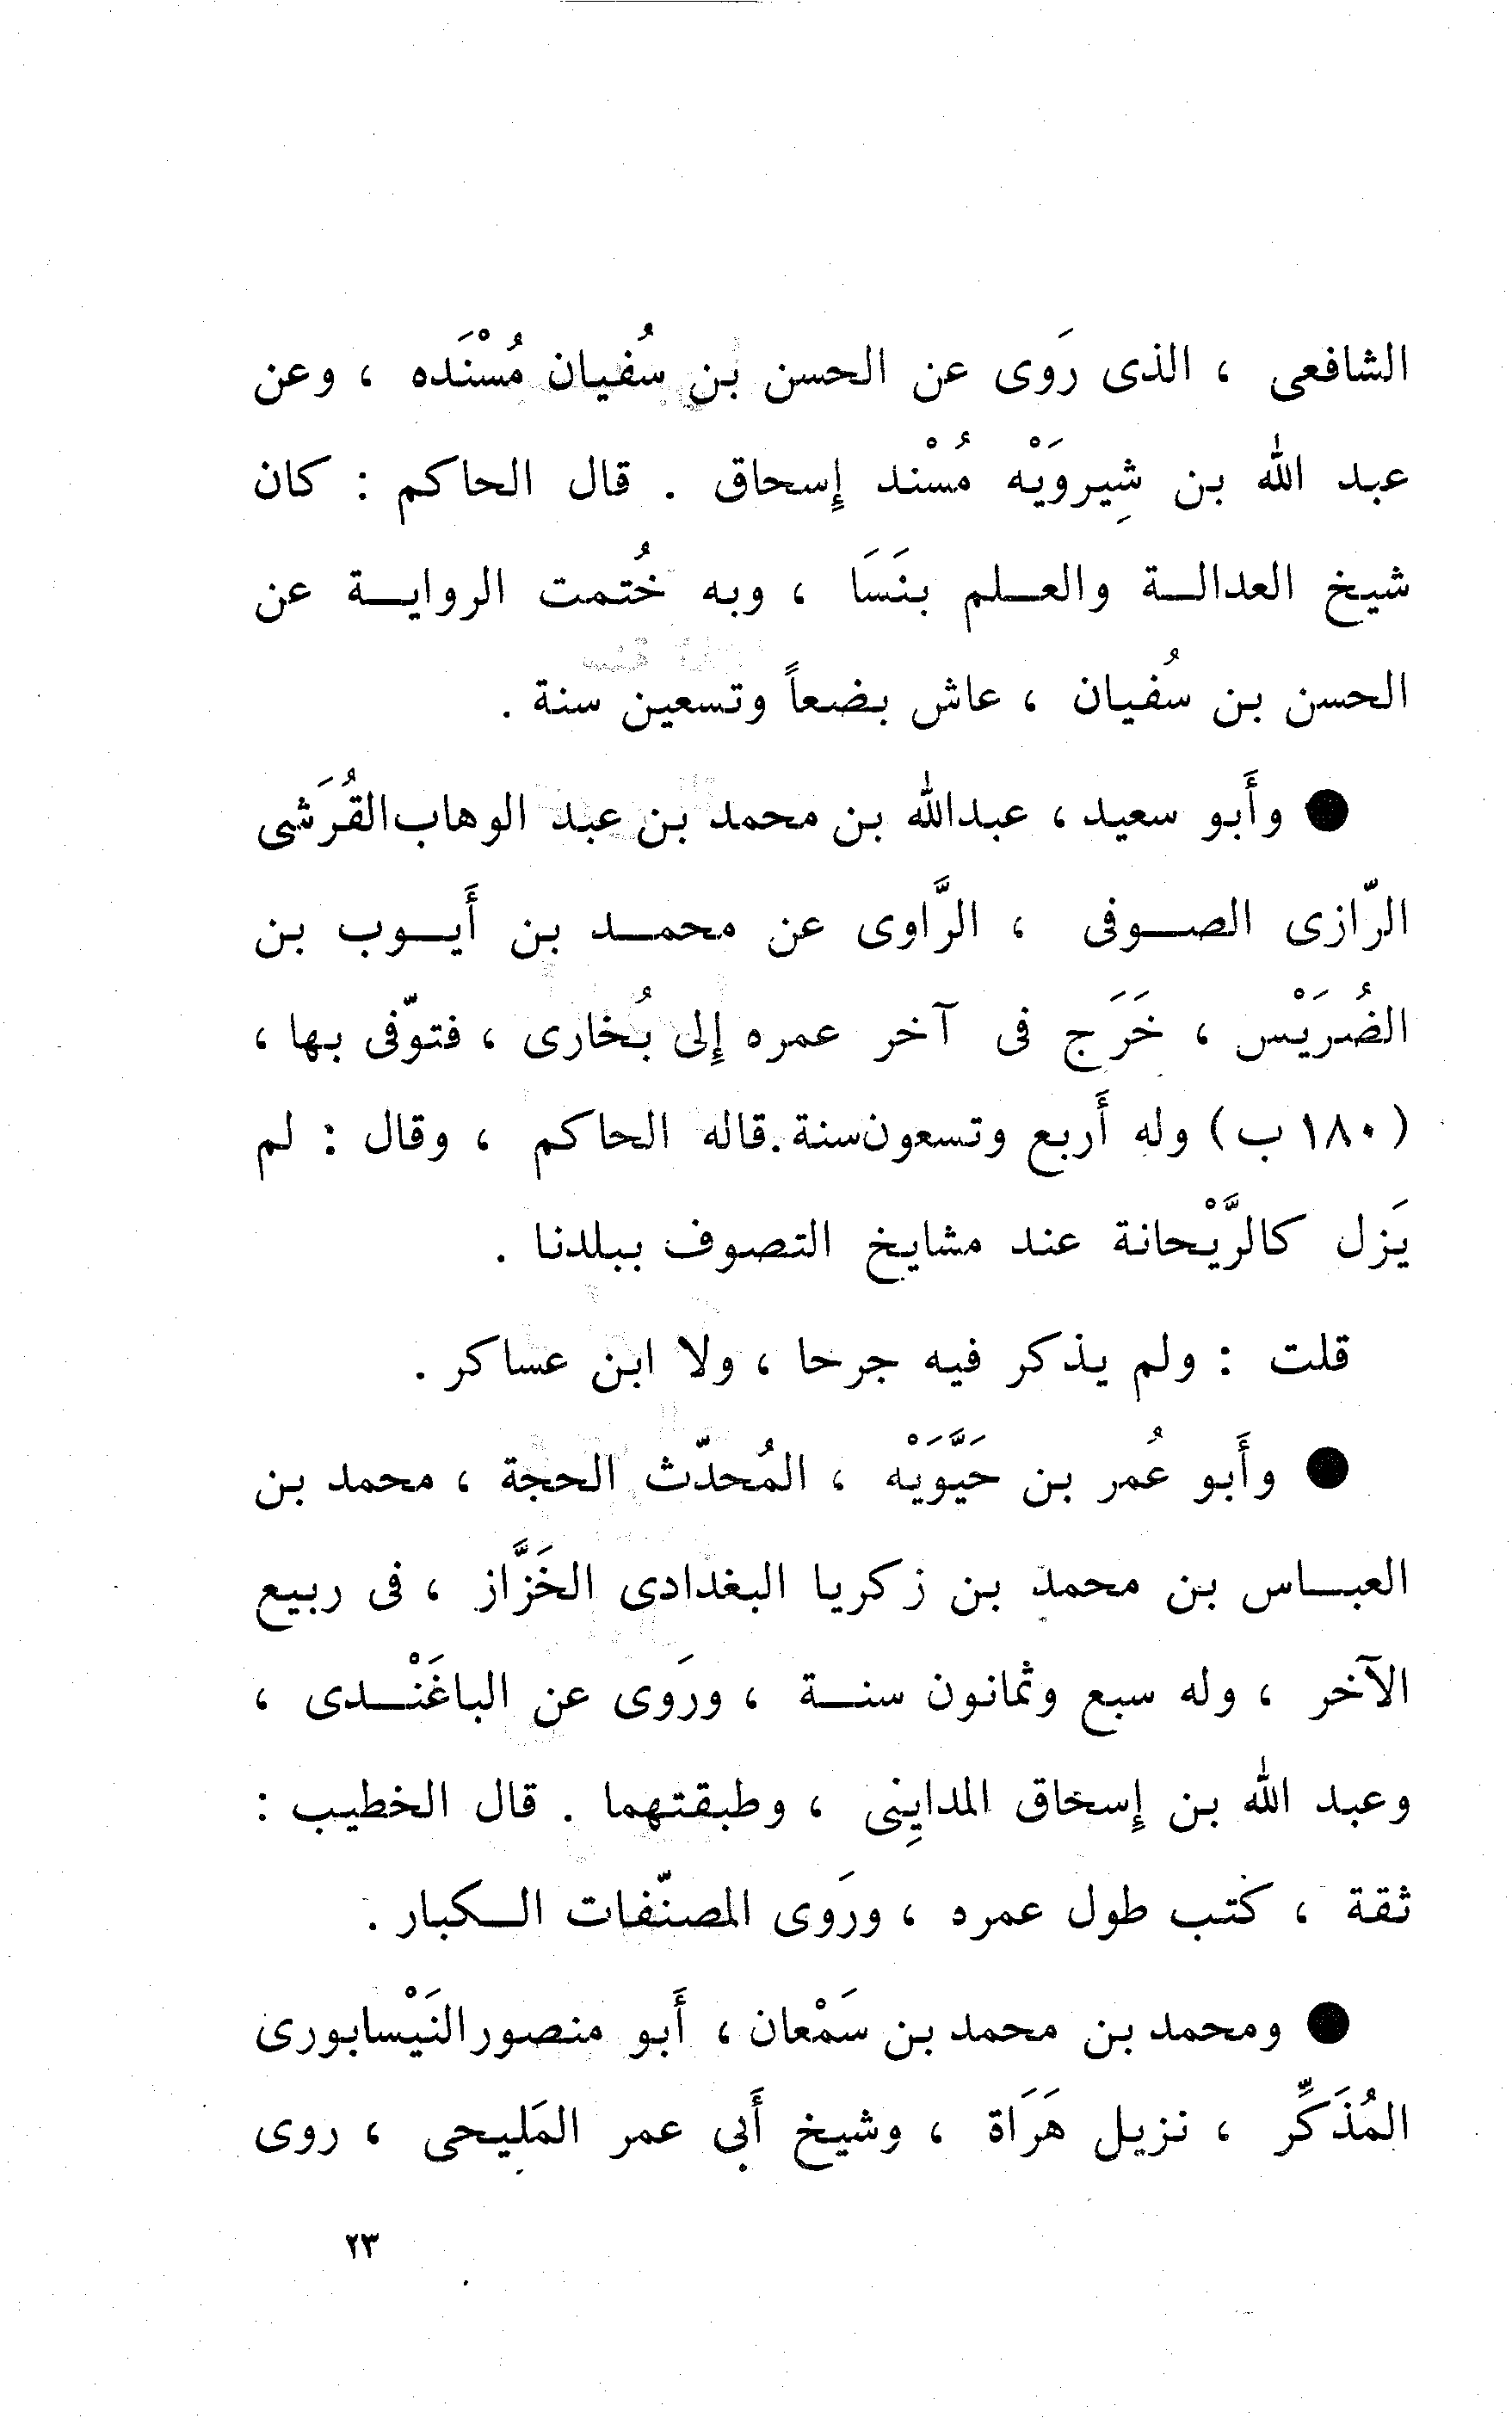 الشافعى ، الذى رَوى عن الحسن بن سُفيان مُسْنَده ، وعن
عبد الله بن شِيرويَْه مُسْند إسحاق . قال الحاكم : كان
شيخ العدالة والعلم بنَسَا ، وبه خُتمت الرواية عن
الحسن بن سُفيان ، عاش بضعاً وتسعين سنة .
● وأَبو سعيد ، عبدالله بن محمد بن عبد الوهاب القُرَشى
الرّازى الصوفى ، الرَّاوى عن محمد بن أَيوب بن
الضُرَيْس ، خَرَج فى آخر عمره إلى بُخارى ، فتوّفى بها ،
( ١٨٠ ب ) وله أَربع وتسعون سنة . قاله الحاكم ، وقال : لم
يَزل كالرَّيْحانة عند مشايخ التصوف ببلدنا .
قلت : ولم يذكر فيه جرحا ، ولا ابن عساكر .
● وأَبو عُمر بن حَيَّويَْه ، المُحدّث الحجة ، محمد بن
العباس بن محمد بن زكريا البغدادى الخَزَّاز ، فى ربيع
الآخر ، وله سبع وثمانون سنة ، ورَوى عن الباغَنْدى ،
وعبد الله بن إسحاق المدايِنى ، وطبقتهما . قال الخطيب :
ثقة ، كتب طول عمره ، ورَوى المصنّفات الكبار .
● ومحمد بن محمد بن سَمْعان ، أَبو منصور النَيْسابورى
المُذَكِّر ، نزيل هَرَاة ، وشيخ أَبى عمر المَليحى ، روى
٢٣